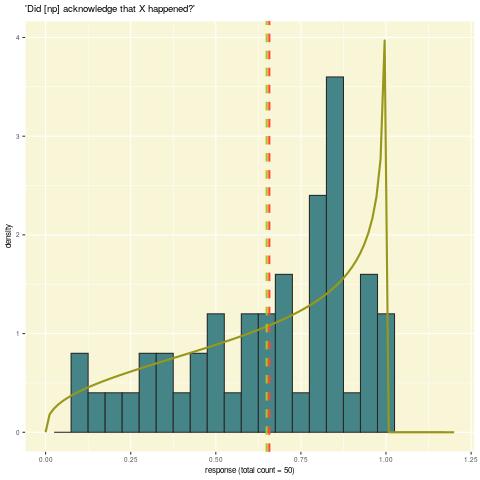 'Did [np] acknowledge that X happened?'
4
3
2
1
0
density
0.00 0.25 0.50 0.75 1.00 1.25
response (total count = 50)